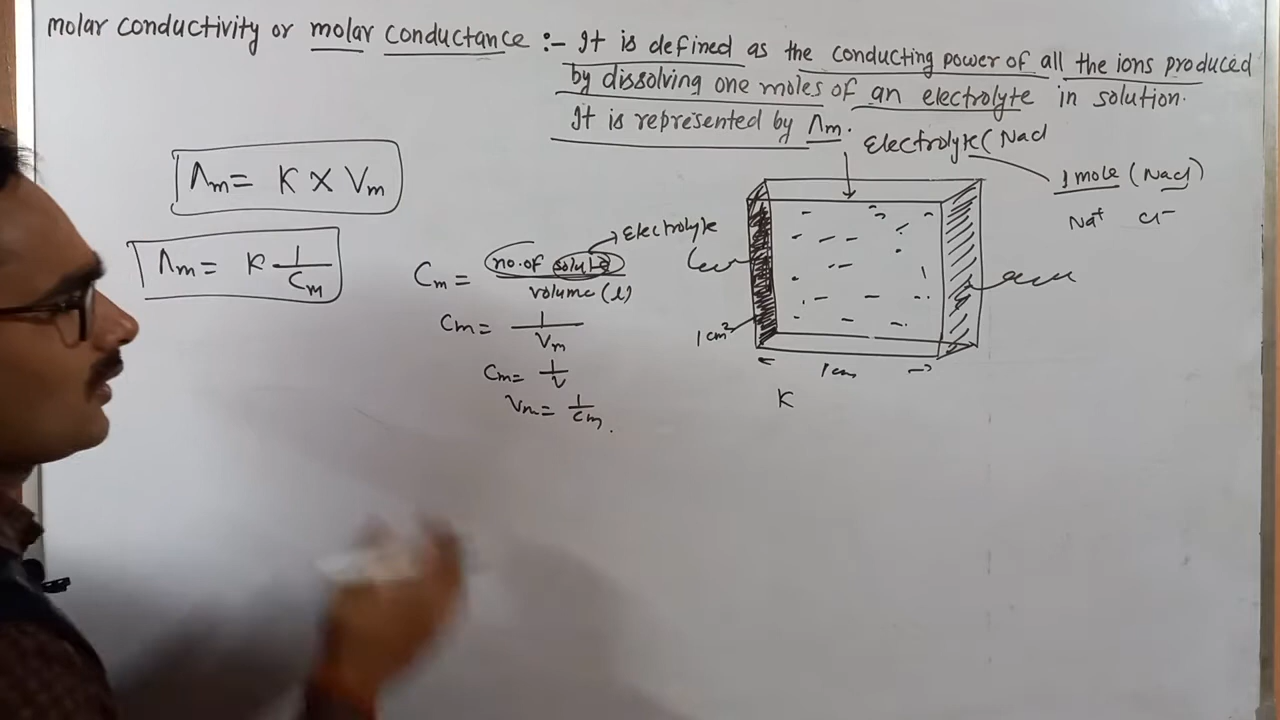 molar conductivity or molar conductance :- It is defined as the conducting power of all the ions produced
by dissolving one moles of an electrolyte in solution.
It is represented by Λm.
Λm = K × Vm
Λm = K 1/Cm
Cm = no. of solute / volume (l)
Electrolyte
Cm = 1/Vm
Cm = 1/V
Vm = 1/Cm.
Electrolyte (Nacl
1 mole (Nacl)
Na+ Cl-
1 cm²
1 cm
K